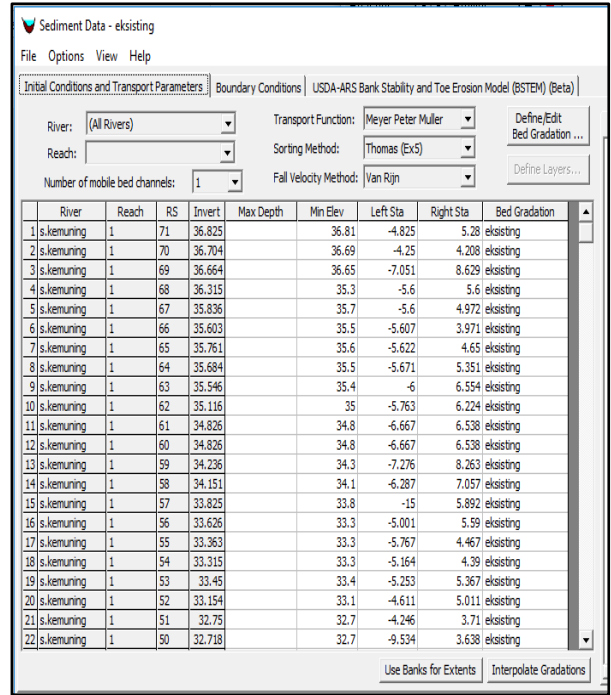 Sediment Data - eksisting
File Options View Help
Initial Conditions and Transport Parameters | Boundary Conditions | USDA-ARS Bank Stability and Toe Erosion Model (BSTEM) (Beta)
River: (All Rivers) Transport Function: Meyer Peter Muller Define/Edit Bed Gradation ...
Reach: Sorting Method: Thomas (Ex5) Define Layers...
Number of mobile bed channels: 1 Fall Velocity Method: Van Rijn
River Reach RS Invert Max Depth Min Elev Left Sta Right Sta Bed Gradation
1 s.kemuning 1 71 36.825 36.81 -4.825 5.28 eksisting
2 s.kemuning 1 70 36.704 36.69 -4.25 4.208 eksisting
3 s.kemuning 1 69 36.664 36.65 -7.051 8.629 eksisting
4 s.kemuning 1 68 36.315 35.3 -5.6 5.6 eksisting
5 s.kemuning 1 67 35.836 35.7 -5.6 4.972 eksisting
6 s.kemuning 1 66 35.603 35.5 -5.607 3.971 eksisting
7 s.kemuning 1 65 35.761 35.6 -5.622 4.65 eksisting
8 s.kemuning 1 64 35.684 35.5 -5.671 5.351 eksisting
9 s.kemuning 1 63 35.546 35.4 -6 6.554 eksisting
10 s.kemuning 1 62 35.116 35 -5.763 6.224 eksisting
11 s.kemuning 1 61 34.826 34.8 -6.667 6.538 eksisting
12 s.kemuning 1 60 34.826 34.8 -6.667 6.538 eksisting
13 s.kemuning 1 59 34.236 34.3 -7.276 8.263 eksisting
14 s.kemuning 1 58 34.151 34.1 -6.287 7.057 eksisting
15 s.kemuning 1 57 33.825 33.8 -15 5.892 eksisting
16 s.kemuning 1 56 33.626 33.3 -5.001 5.59 eksisting
17 s.kemuning 1 55 33.363 33.3 -5.767 4.467 eksisting
18 s.kemuning 1 54 33.315 33.3 -5.164 4.39 eksisting
19 s.kemuning 1 53 33.45 33.4 -5.253 5.367 eksisting
20 s.kemuning 1 52 33.154 33.1 -4.611 5.011 eksisting
21 s.kemuning 1 51 32.75 32.7 -4.246 3.71 eksisting
22 s.kemuning 1 50 32.718 32.7 -9.534 3.638 eksisting
Use Banks for Extents Interpolate Gradations